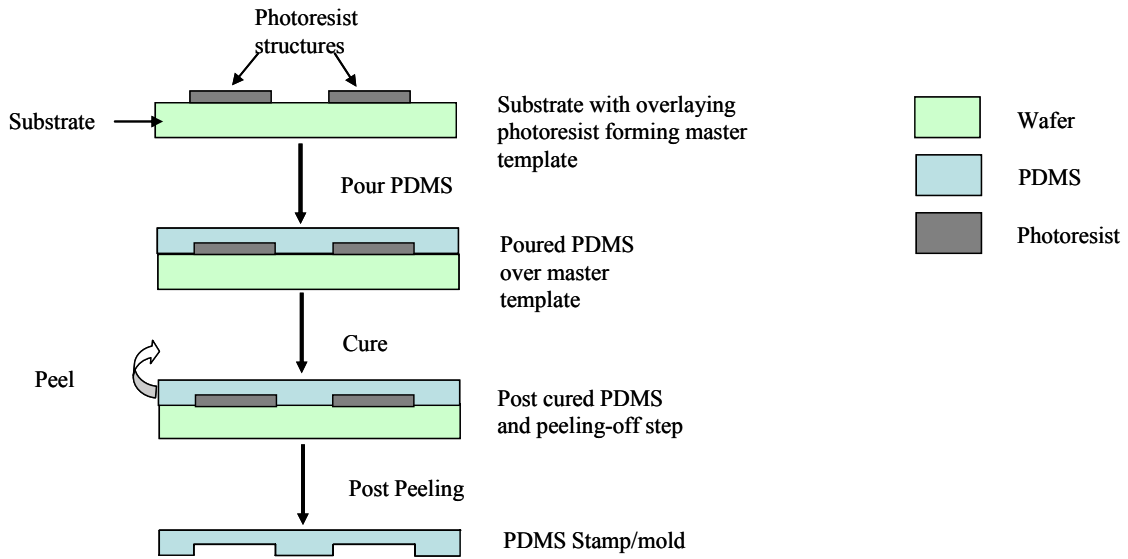 Photoresist
structures
Substrate
Substrate with overlaying
photoresist forming master
template
Wafer
Pour PDMS
PDMS
Photoresist
Poured PDMS
over master
template
Cure
Peel
Post cured PDMS
and peeling-off step
Post Peeling
PDMS Stamp/mold